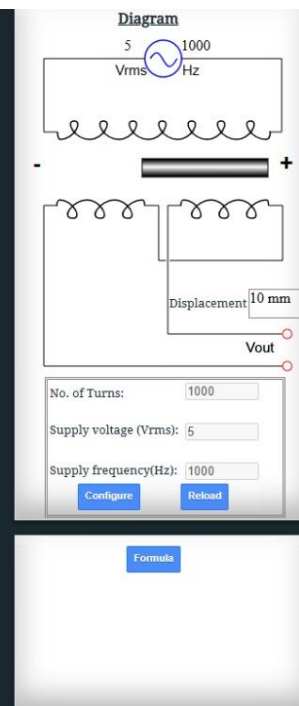 Diagram
5 1000
Vrms Hz
- +
Displacement 10 mm
Vout
No. of Turns: 1000
Supply voltage (Vrms): 5
Supply frequency(Hz): 1000
Configure Reload
Formula